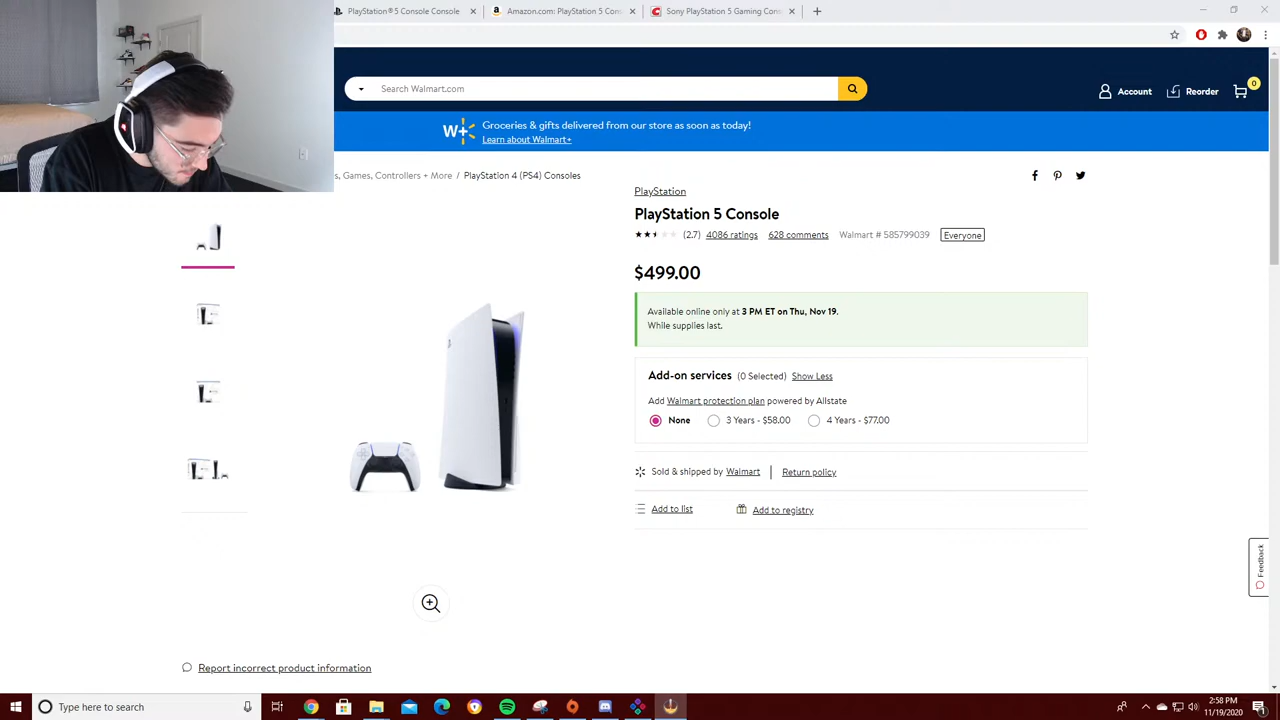 PlayStation® 5 Console Console
Amazon.com: PlayStation 5 Con
Sony PlayStation 5 Gaming Cons
Search Walmart.com
Account
Reorder
0
W+
Groceries & gifts delivered from our store as soon as today!
Learn about Walmart+
s, Games, Controllers + More / PlayStation 4 (PS4) Consoles
PlayStation
PlayStation 5 Console
(2.7) 4086 ratings 628 comments Walmart # 585799039 Everyone
$499.00
Available online only at 3 PM ET on Thu, Nov 19.
While supplies last.
Add-on services (0 Selected) Show Less
Add Walmart protection plan powered by Allstate
None 3 Years - $58.00 4 Years - $77.00
Sold & shipped by Walmart | Return policy
Add to list Add to registry
Feedback
Report incorrect product information
Type here to search
2:58 PM
11/19/2020
1